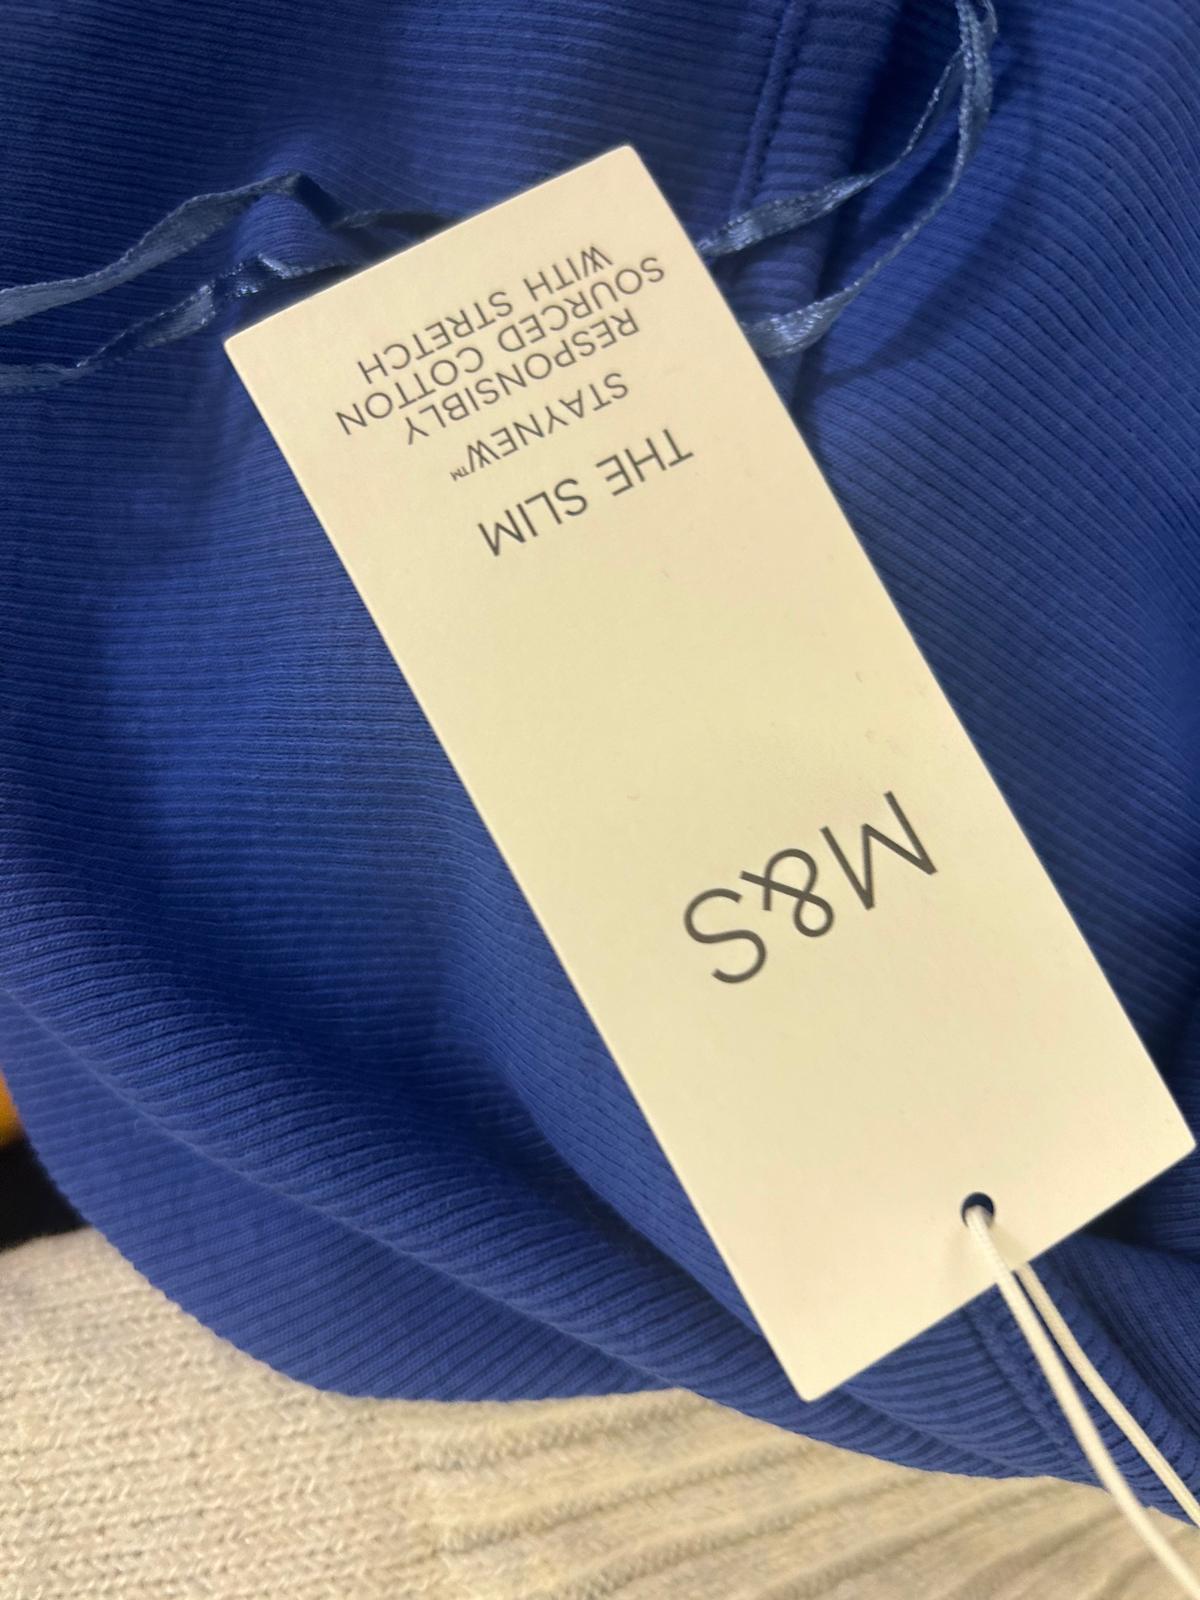 M&S
THE SLIM
STAYNEW™
RESPONSIBLY
SOURCED COTTON
WITH STRETCH